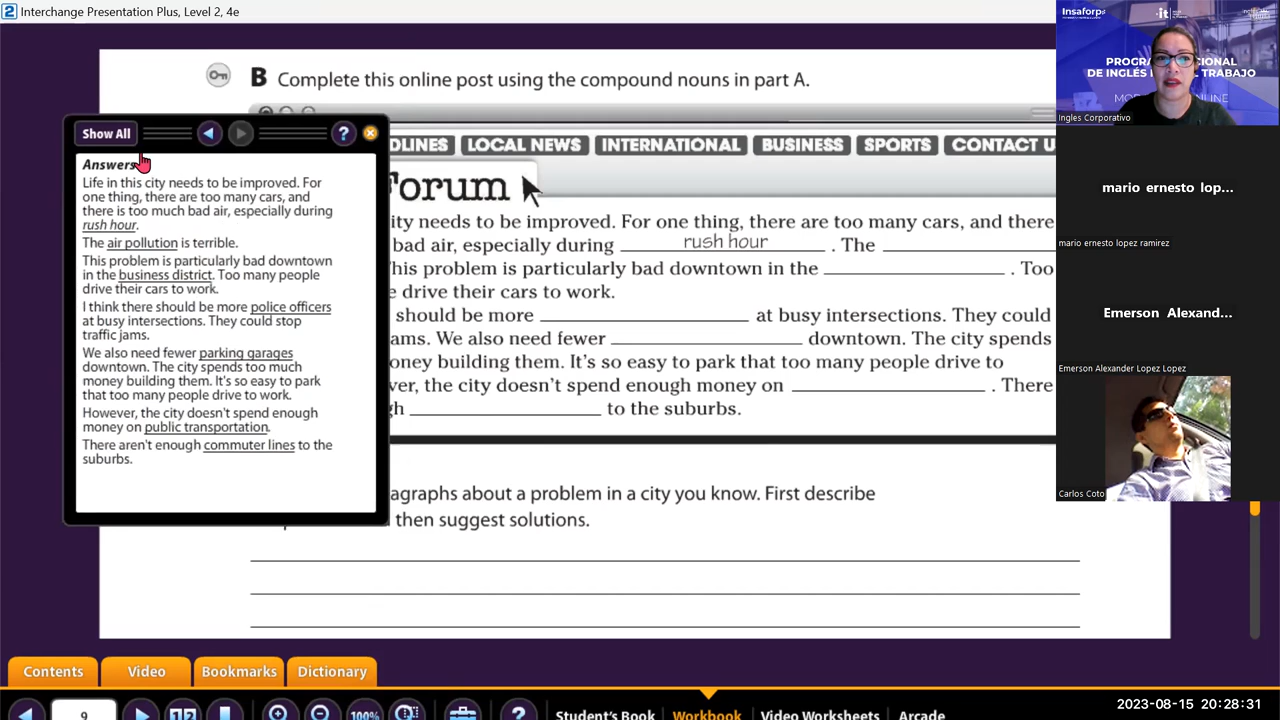 Interchange Presentation Plus, Level 2, 4e
B Complete this online post using the compound nouns in part A.
DLINES LOCAL NEWS INTERNATIONAL BUSINESS SPORTS CONTACT U
Forum
ity needs to be improved. For one thing, there are too many cars, and there
bad air, especially during rush hour . The
his problem is particularly bad downtown in the . Too
e drive their cars to work.
should be more at busy intersections. They could
ams. We also need fewer downtown. The city spends
oney building them. It's so easy to park that too many people drive to
ver, the city doesn't spend enough money on . There
gh to the suburbs.
agraphs about a problem in a city you know. First describe
then suggest solutions.
Show All
?
Answers
Life in this city needs to be improved. For
one thing, there are too many cars, and
there is too much bad air, especially during
rush hour.
The air pollution is terrible.
This problem is particularly bad downtown
in the business district. Too many people
drive their cars to work.
I think there should be more police officers
at busy intersections. They could stop
traffic jams.
We also need fewer parking garages
downtown. The city spends too much
money building them. It's so easy to park
that too many people drive to work.
However, the city doesn't spend enough
money on public transportation.
There aren't enough commuter lines to the
suburbs.
Insaforp
DE INGLÉS
TRABAJO
Ingles Corporativo
mario ernesto lop...
mario ernesto lopez ramirez
Emerson Alexand...
Emerson Alexander Lopez Lopez
Carlos Coto
Contents Video Bookmarks Dictionary
9 100% ? Student's Book Workbook Video Worksheets Arcade
2023-08-15 20:28:31